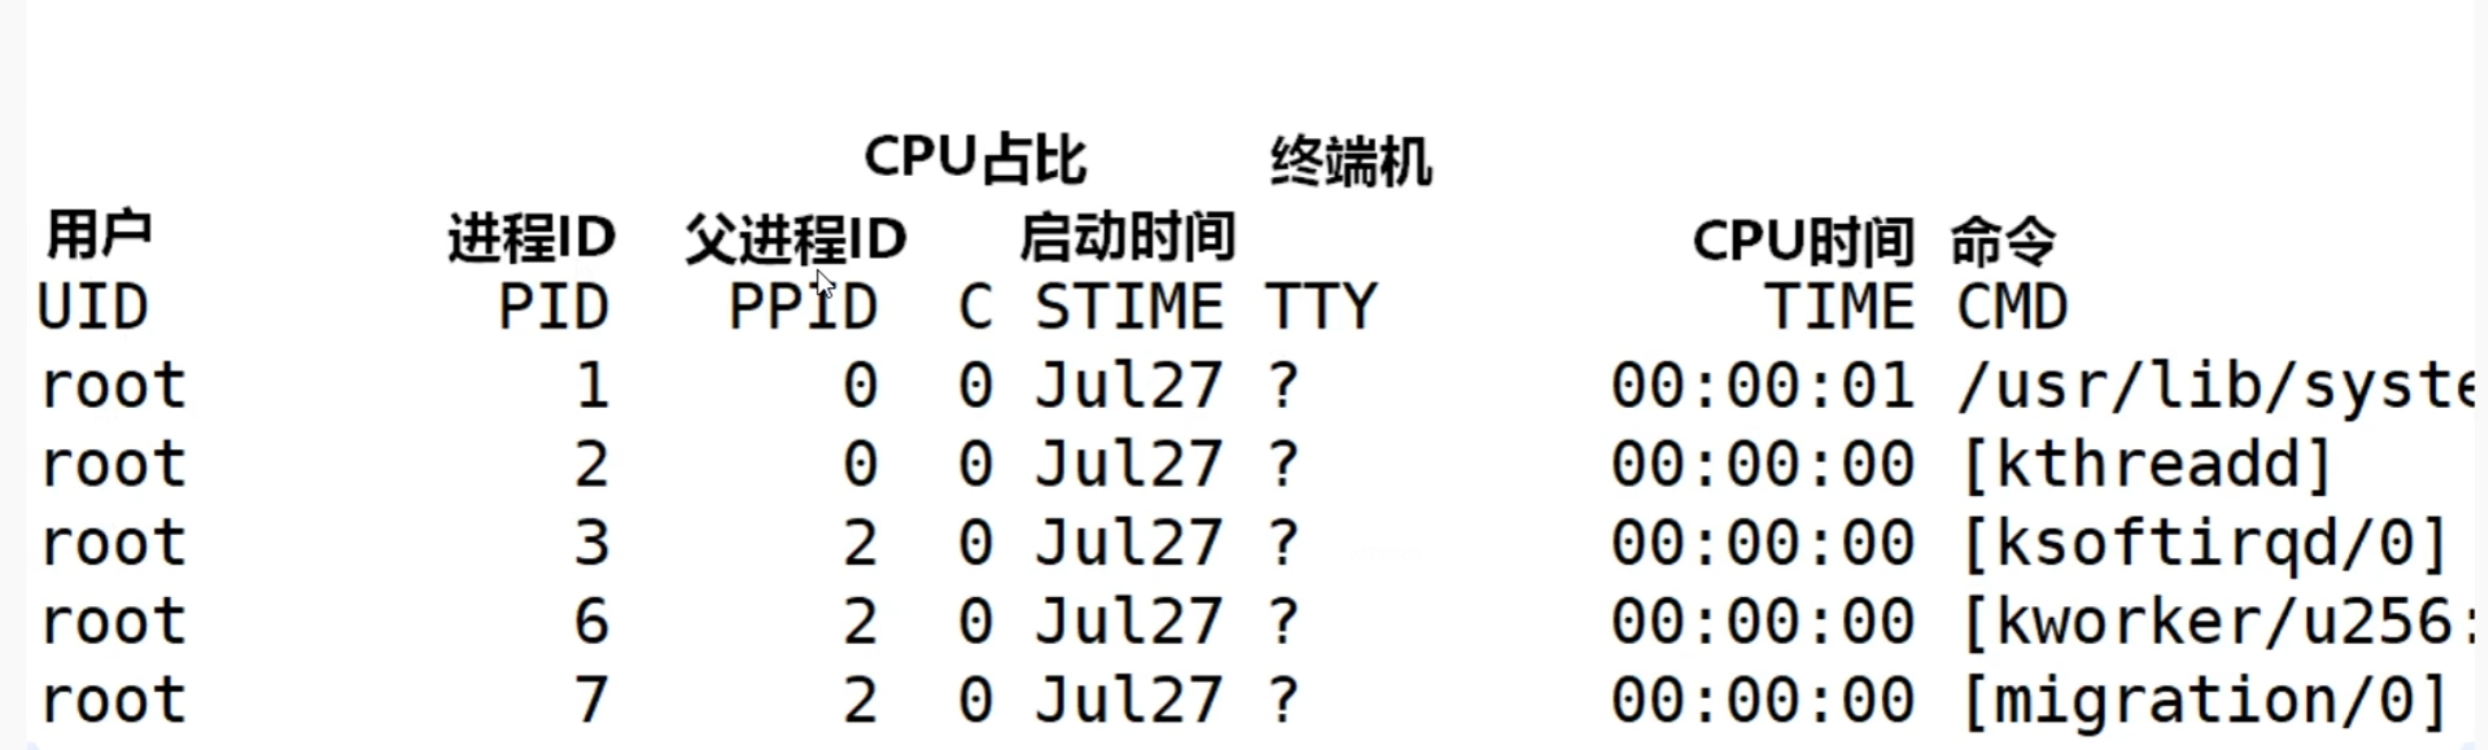 CPU占比 终端机
用户 进程ID 父进程ID 启动时间 CPU时间 命令
UID PID PPID C STIME TTY TIME CMD
root 1 0 0 Jul27 ? 00:00:01 /usr/lib/syste
root 2 0 0 Jul27 ? 00:00:00 [kthreadd]
root 3 2 0 Jul27 ? 00:00:00 [ksoftirqd/0]
root 6 2 0 Jul27 ? 00:00:00 [kworker/u256:
root 7 2 0 Jul27 ? 00:00:00 [migration/0]